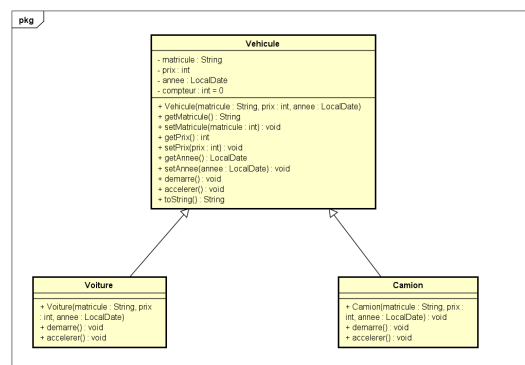 pkg
Vehicule
- matricule : String
- prix : int
- annee : LocalDate
- compteur : int = 0
+ Vehicule(matricule : String, prix : int, annee : LocalDate)
+ getMatricule() : String
+ setMatricule(matricule : int) : void
+ getPrix() : int
+ setPrix(prix : int) : void
+ getAnnee() : LocalDate
+ setAnnee(annee : LocalDate) : void
+ demarre() : void
+ accelerer() : void
+ toString() : String
Voiture
+ Voiture(matricule : String, prix
: int, annee : LocalDate)
+ demarre() : void
+ accelerer() : void
Camion
+ Camion(matricule : String, prix :
int, annee : LocalDate) : void
+ demarre() : void
+ accelerer() : void